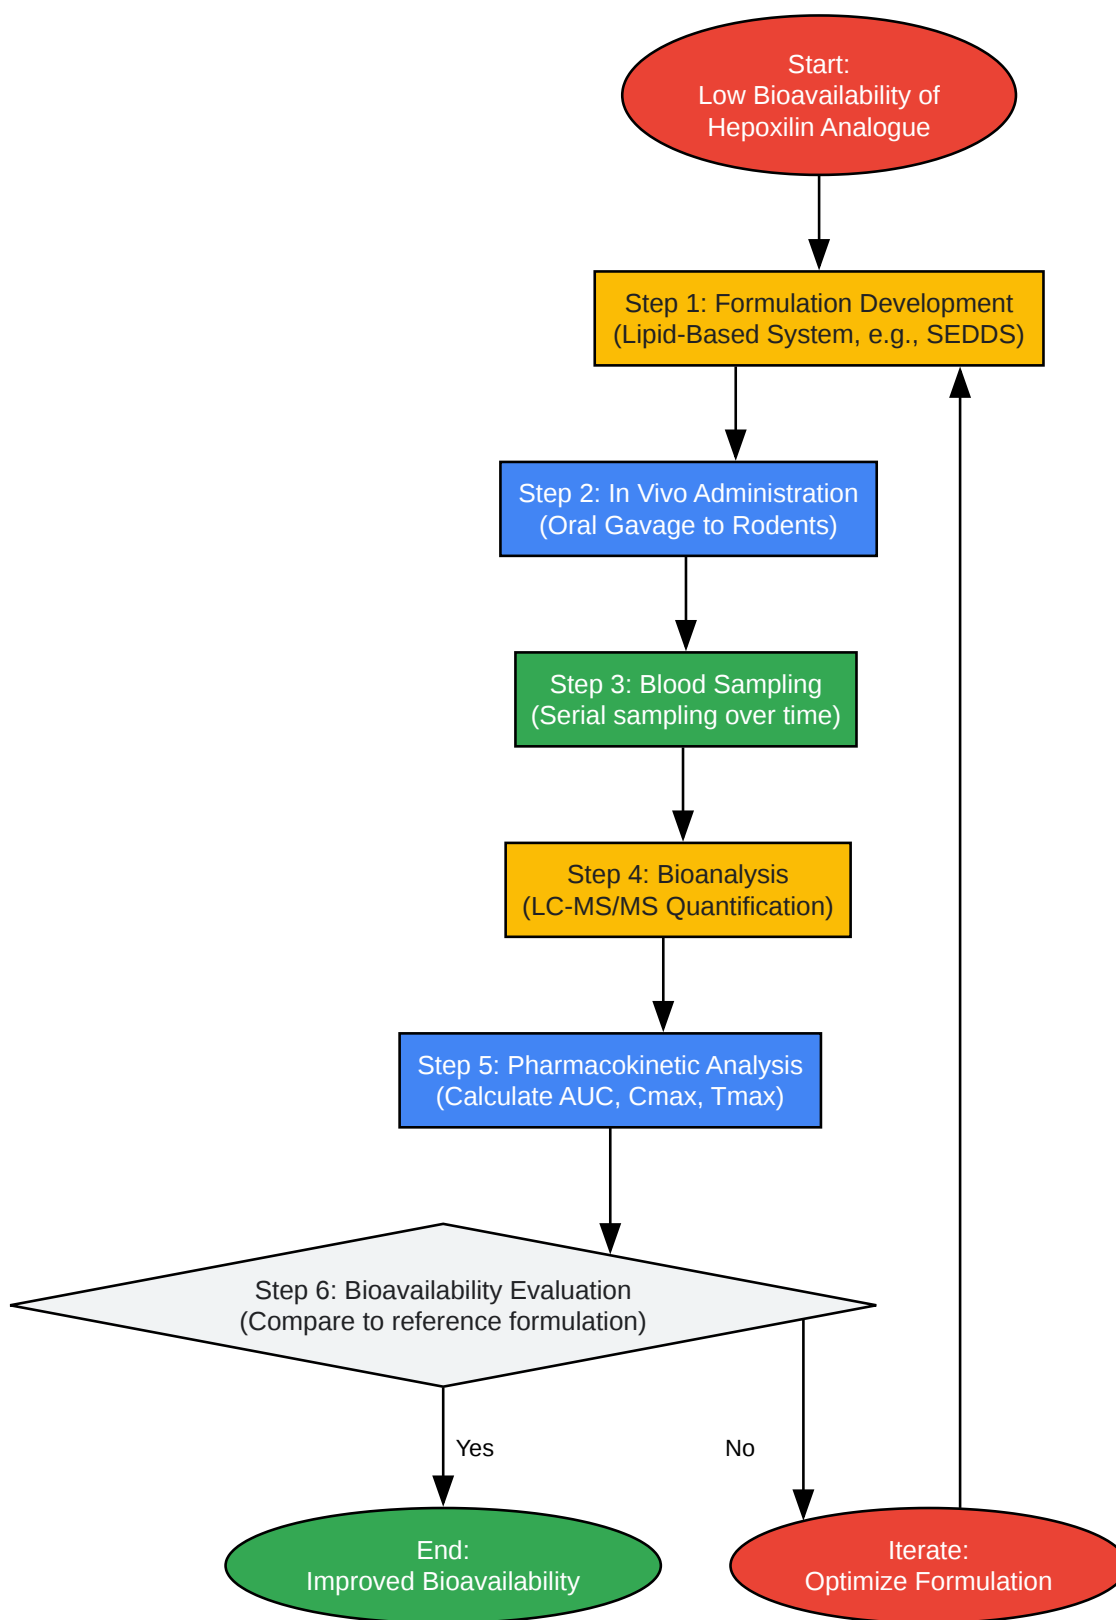 Start:
Low Bioavailability of
Hepoxilin Analogue
Step 1: Formulation Development
(Lipid-Based System, e.g., SEDDS)
Step 2: In Vivo Administration
(Oral Gavage to Rodents)
Step 3: Blood Sampling
(Serial sampling over time)
Step 4: Bioanalysis
(LC-MS/MS Quantification)
Step 5: Pharmacokinetic Analysis
(Calculate AUC, Cmax, Tmax)
Step 6: Bioavailability Evaluation
(Compare to reference formulation)
Yes
No
End:
Improved Bioavailability
Iterate:
Optimize Formulation